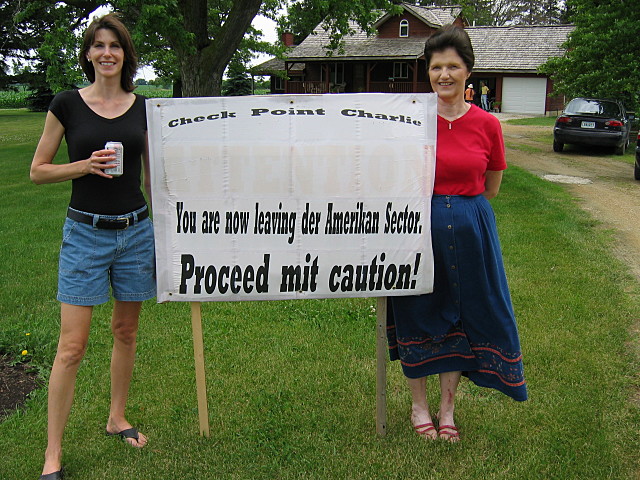 Check Point Charlie
You are now leaving der Amerikan Sector.
Proceed mit caution!